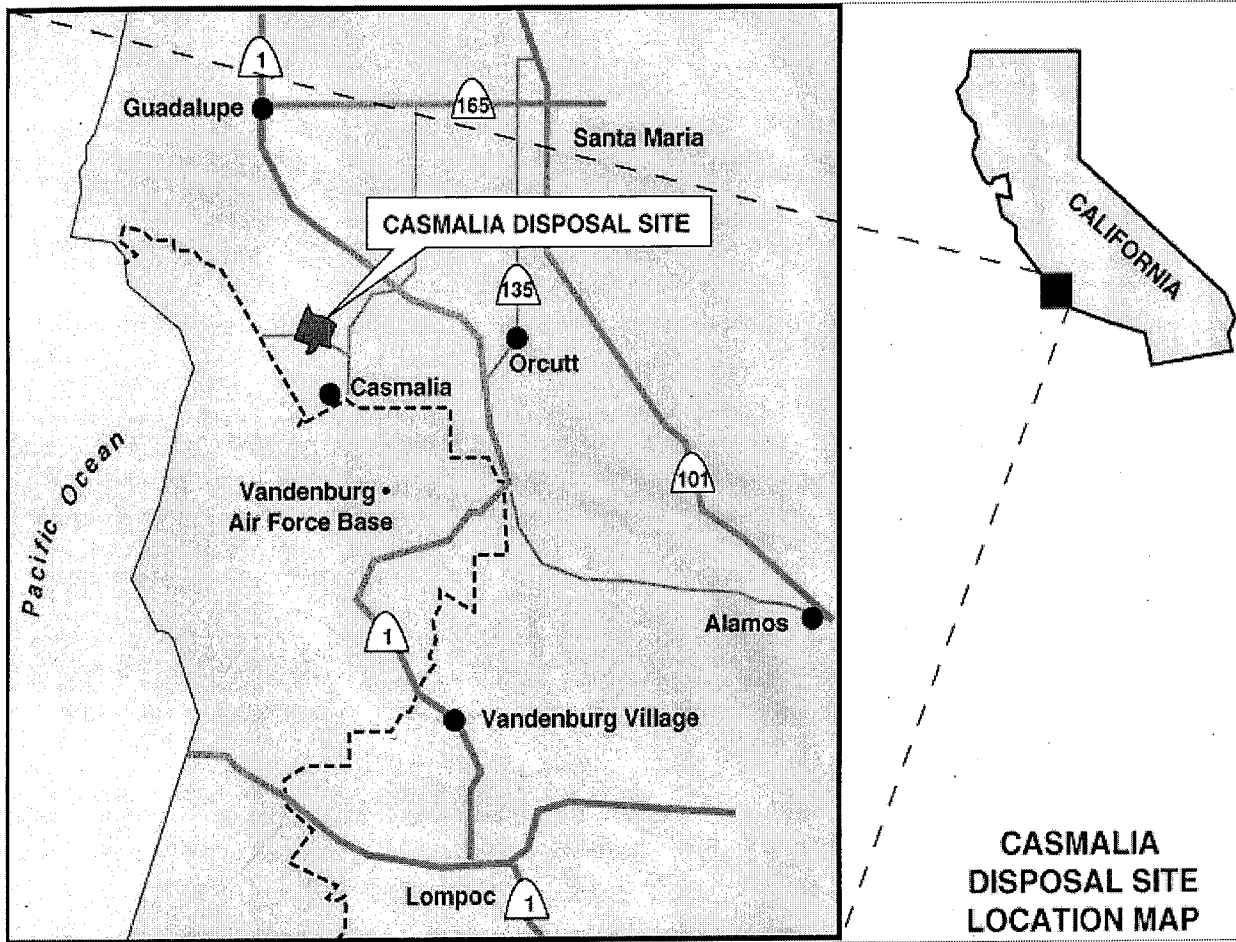 1
Guadalupe
165
Santa Maria
CASMALIA DISPOSAL SITE
CALIFORNIA
135
Orcutt
Casmalia
Pacific Ocean
101
Vandenburg
Air Force Base
Alamos
1
Vandenburg Village
Lompoc
1
CASMALIA
DISPOSAL SITE
LOCATION MAP